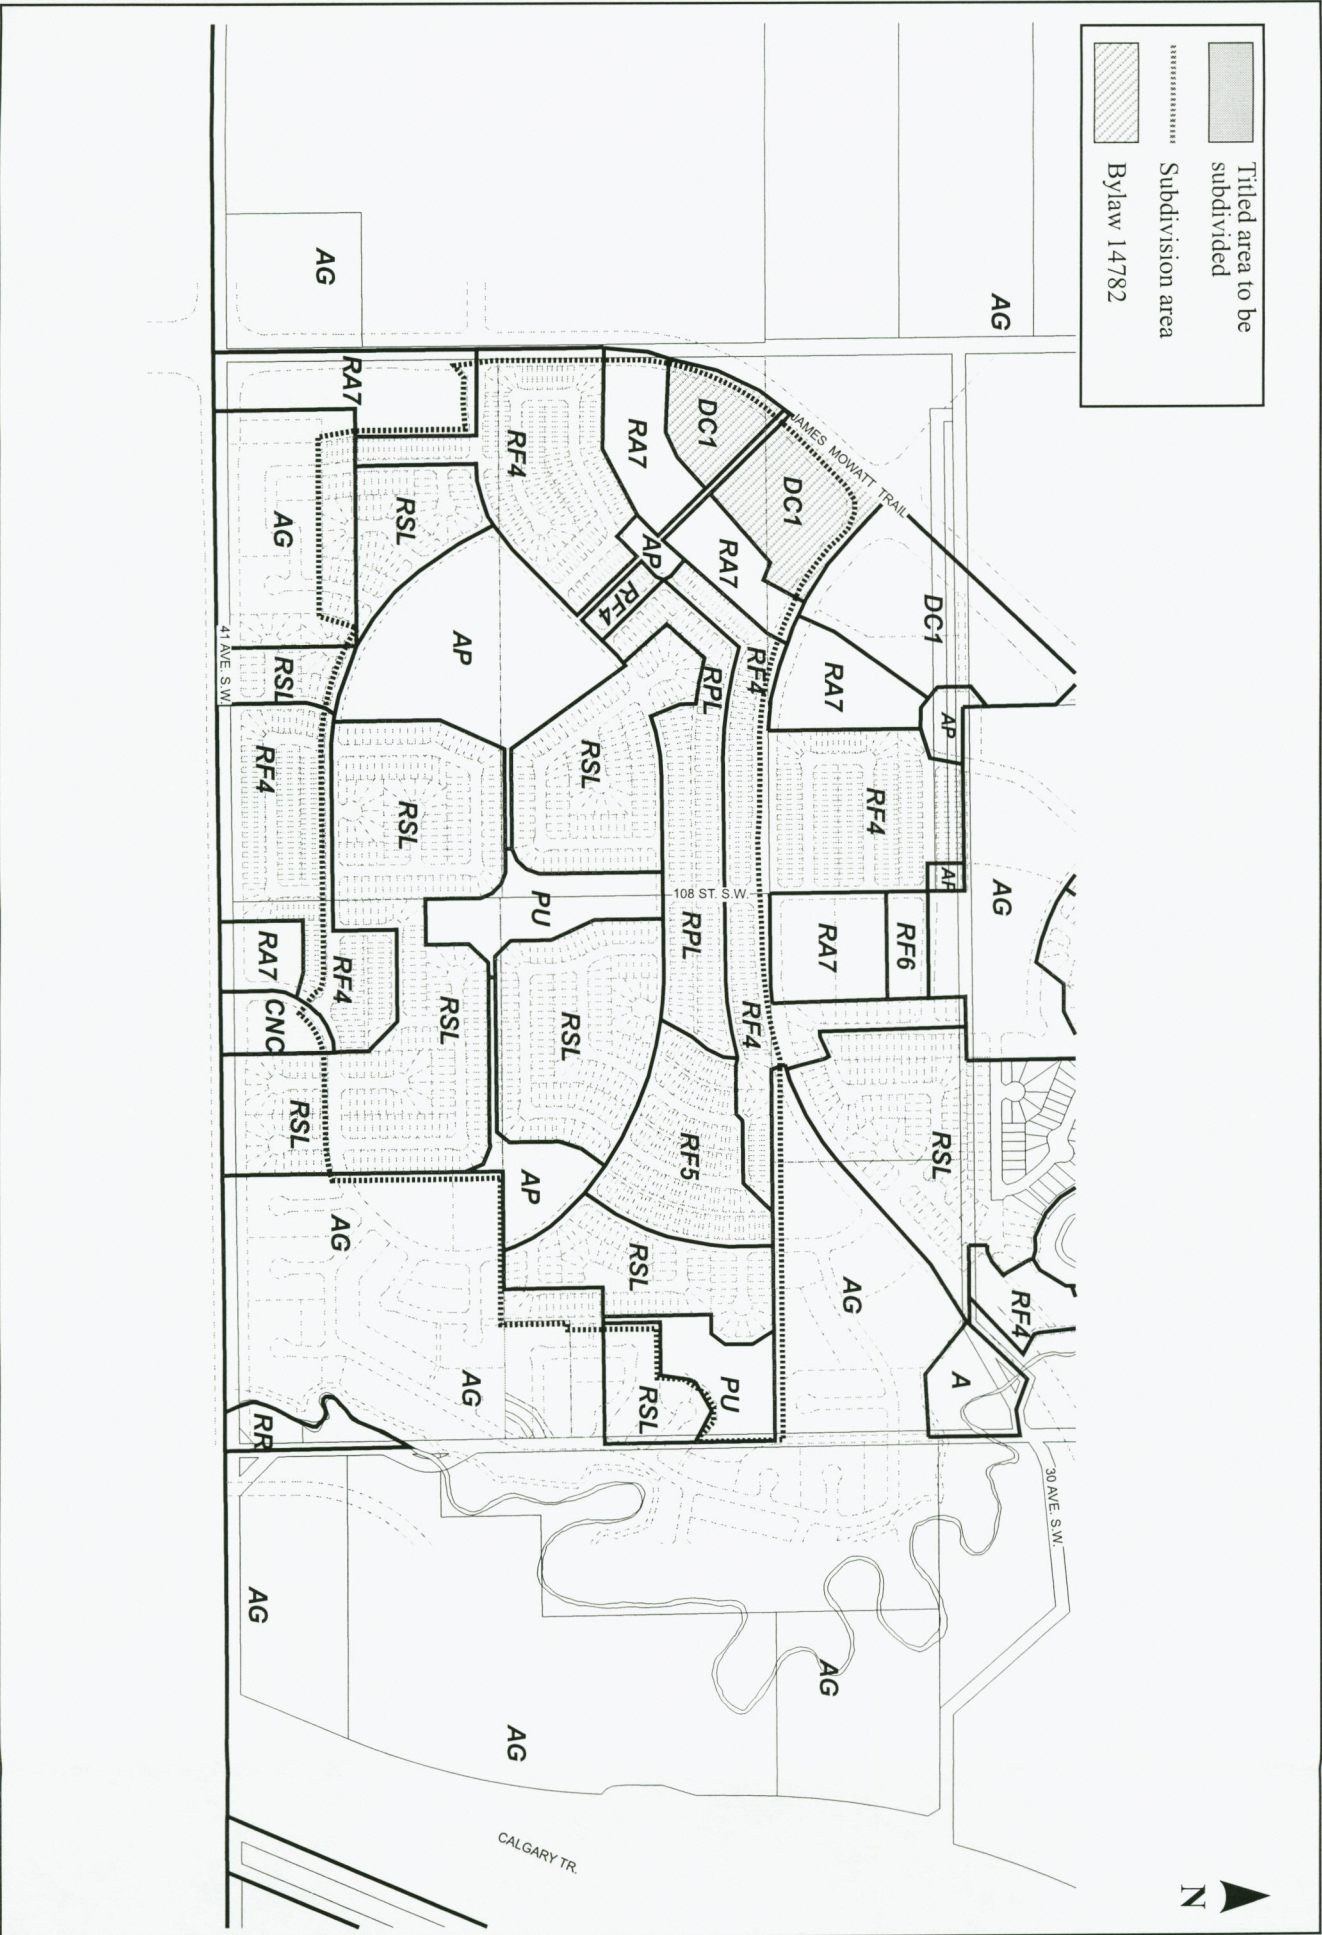 Titled area to be
subdivided
Subdivision area
Bylaw 14782
AG
AG
RA7
DC1
JAMES MOWATT TRAIL
RF4
RA7
DC1
RSL
AG
AP
RA7
RF4
DC1
41 AVE. S.W.
RSL
AP
RPL
RF4
RA7
AP
RF4
RSL
RSL
RF4
AP
AG
PU
108 ST. S.W.
RPL
RA7
RF6
RA7
RF4
CNC
RSL
RSL
RF4
RSL
RF5
RSL
AP
AG
RSL
AG
RF4
AG
RSL
PU
A
RR
30 AVE. S.W.
AG
AG
AG
CALGARY TR.
N